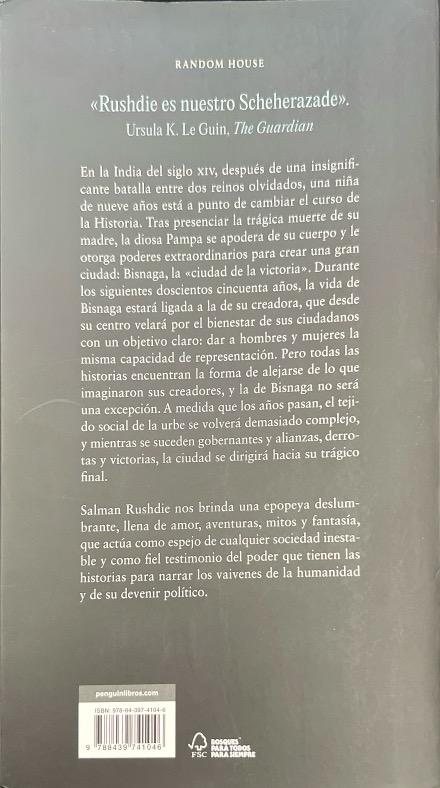 RANDOM HOUSE
«Rushdie es nuestro Scheherazade».
Ursula K. Le Guin, The Guardian
En la India del siglo XIV, después de una insignifi-
cante batalla entre dos reinos olvidados, una niña
de nueve años está a punto de cambiar el curso de
la Historia. Tras presenciar la trágica muerte de su
madre, la diosa Pampa se apodera de su cuerpo y le
otorga poderes extraordinarios para crear una gran
ciudad: Bisnaga, la «ciudad de la victoria». Durante
los siguientes doscientos cincuenta años, la vida de
Bisnaga estará ligada a la de su creadora, que desde
su centro velará por el bienestar de sus ciudadanos
con un objetivo claro: dar a hombres y mujeres la
misma capacidad de representación. Pero todas las
historias encuentran la forma de alejarse de lo que
imaginaron sus creadores, y la de Bisnaga no será
una excepción. A medida que los años pasan, el teji-
do social de la urbe se volverá demasiado complejo,
y mientras se suceden gobernantes y alianzas, derro-
tas y victorias, la ciudad se dirigirá hacia su trágico
final.
Salman Rushdie nos brinda una epopeya deslum-
brante, llena de amor, aventuras, mitos y fantasía,
que actúa como espejo de cualquier sociedad inesta-
ble y como fiel testimonio del poder que tienen las
historias para narrar los vaivenes de la humanidad
y de su devenir político.
penguinlibros.com
ISBN: 978-84-397-4104-6
9 788439 741046
FSC
BOSQUES
PARA TODOS
PARA SIEMPRE